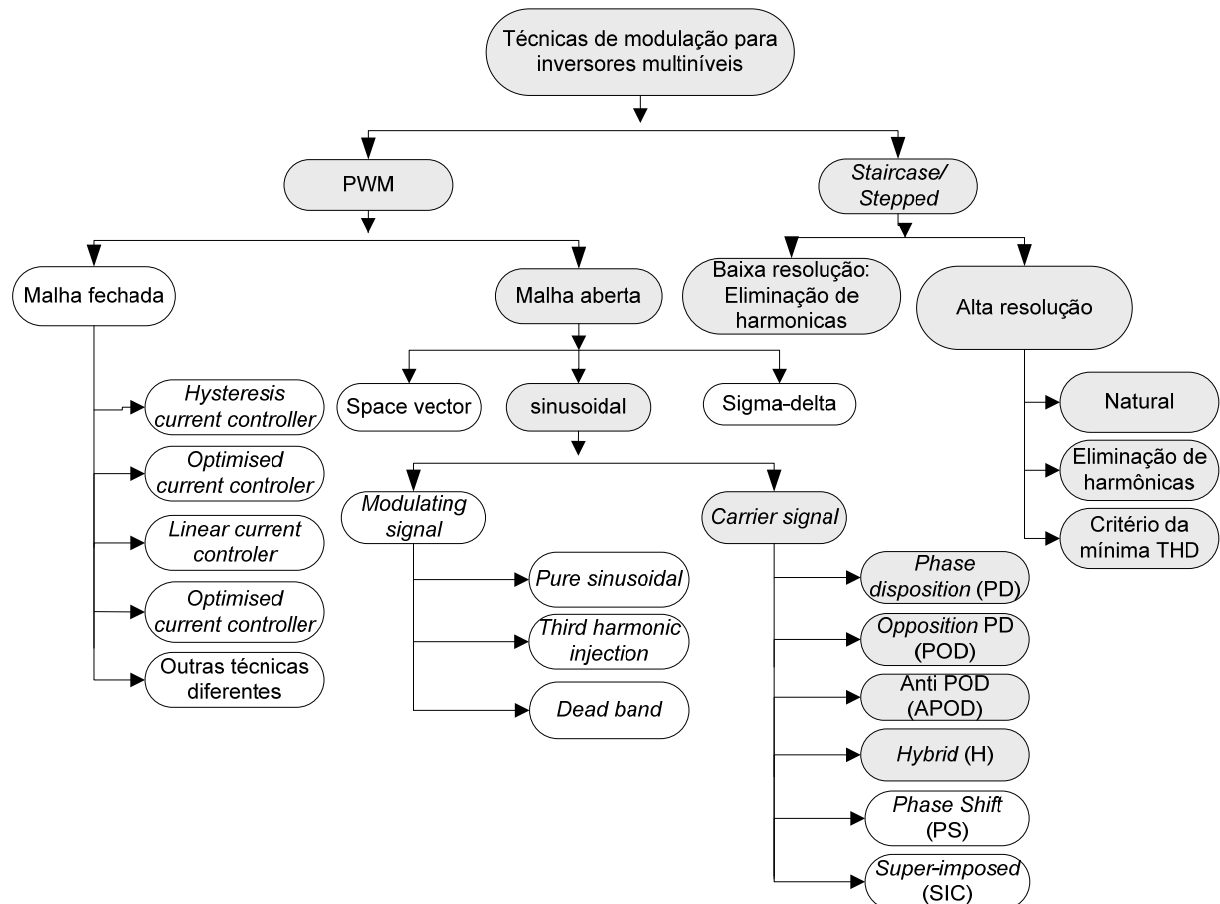 Técnicas de modulação para
inversores multiníveis
PWM
Staircase/
Stepped
Malha fechada
Malha aberta
Baixa resolução:
Eliminação de
harmonicas
Alta resolução
Hysteresis
current controller
Optimised
current controler
Linear current
controler
Optimised
current controller
Outras técnicas
diferentes
Space vector
sinusoidal
Sigma-delta
Natural
Eliminação de
harmônicas
Critério da
mínima THD
Modulating
signal
Carrier signal
Pure sinusoidal
Third harmonic
injection
Dead band
Phase
disposition (PD)
Opposition PD
(POD)
Anti POD
(APOD)
Hybrid (H)
Phase Shift
(PS)
Super-imposed
(SIC)